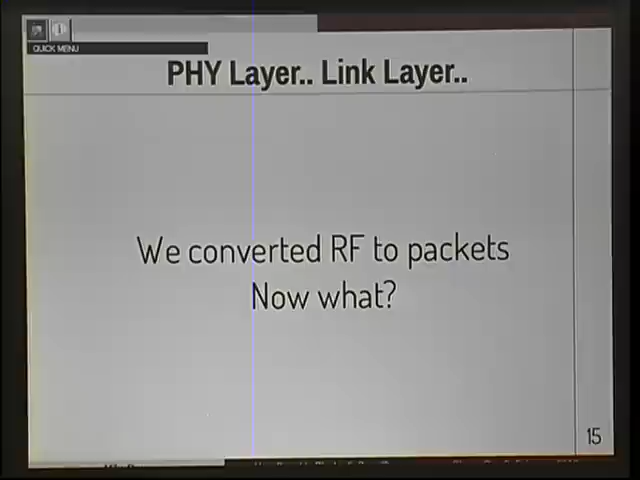 QUICK MENU
PHY Layer.. Link Layer..
We converted RF to packets
Now what?
15